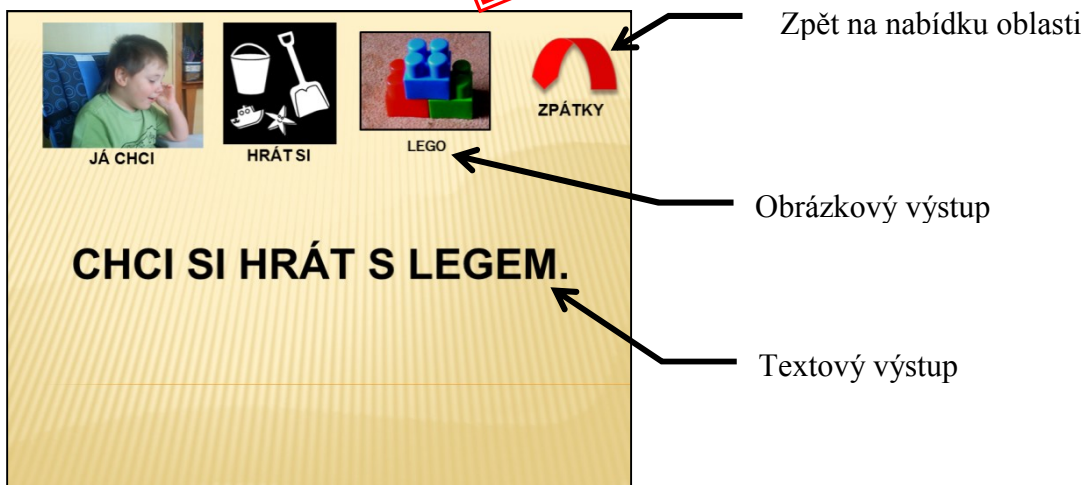 Zpět na nabídku oblasti
ZPÁTKY
JÁ CHCI
HRÁT SI
LEGO
Obrázkový výstup
CHCI SI HRÁT S LEGEM.
Textový výstup